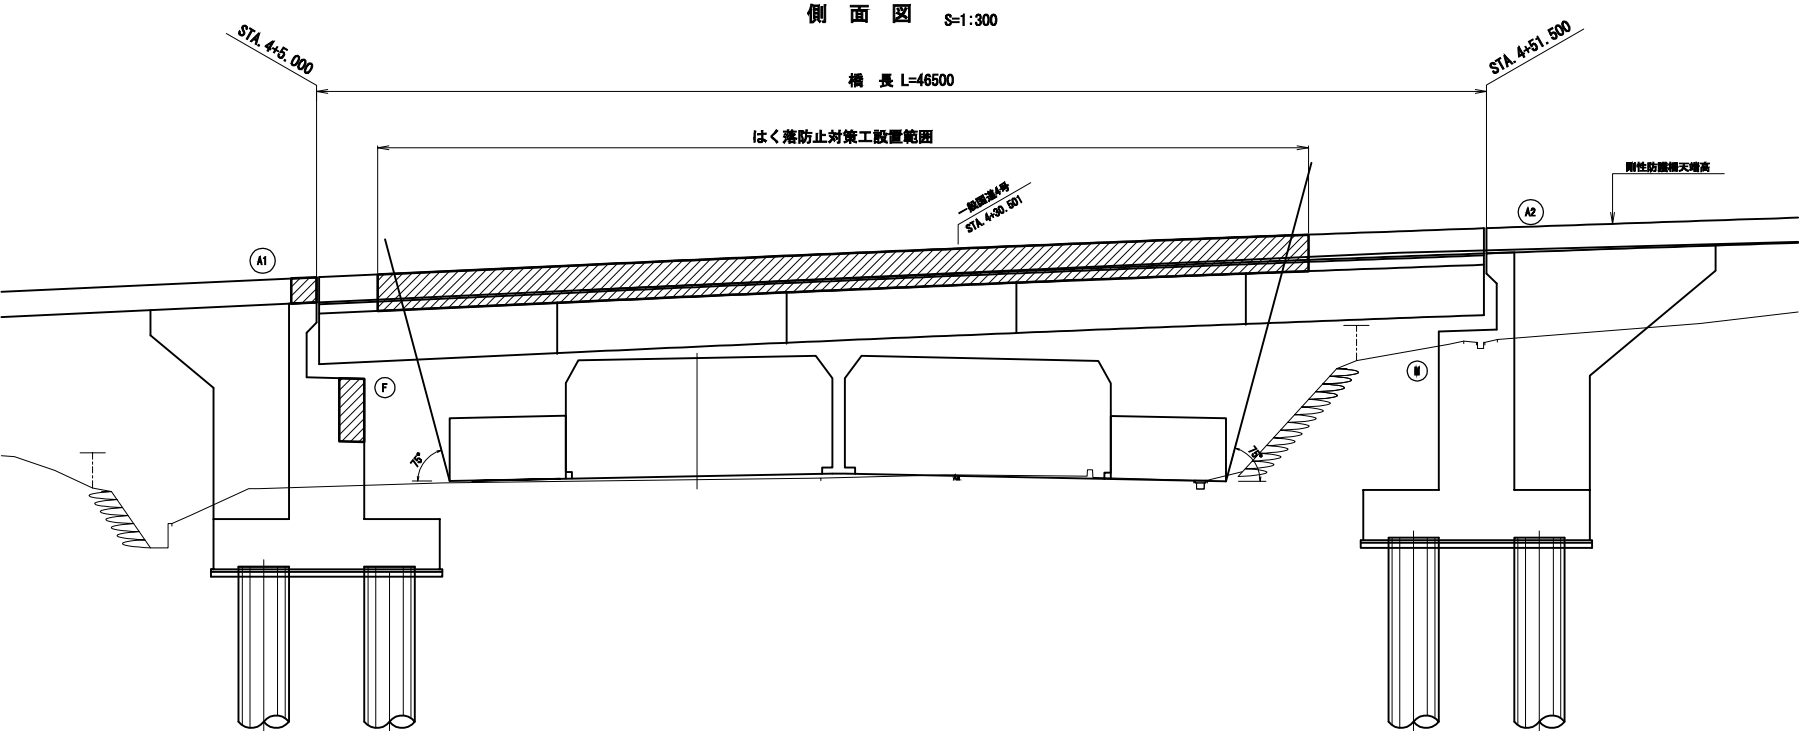 側 面 図 S=1:300
STA. 4+5.000
STA. 4+51.500
橋 長 L=46500
はく落防止対策工設置範囲
一般国道4号
STA. 4+30.501
剛性防護柵天端高
A1
A2
F
M
75°
75°